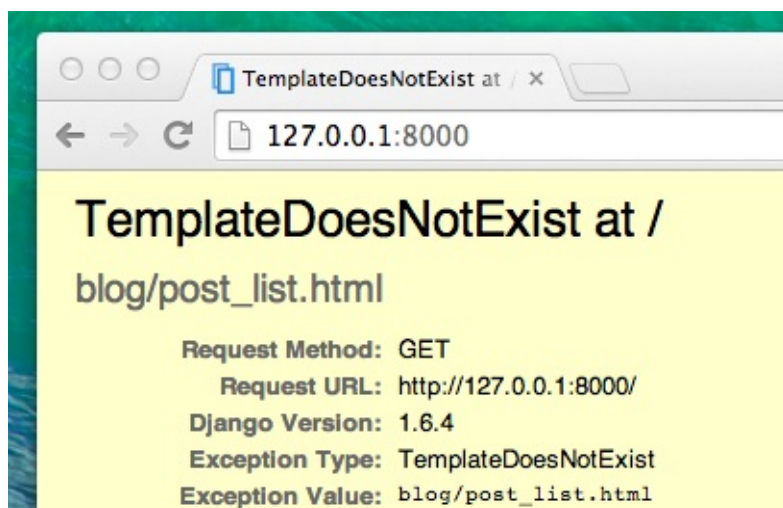 TemplateDoesNotExist at /
127.0.0.1:8000
TemplateDoesNotExist at /
blog/post_list.html
Request Method: GET
Request URL: http://127.0.0.1:8000/
Django Version: 1.6.4
Exception Type: TemplateDoesNotExist
Exception Value: blog/post_list.html